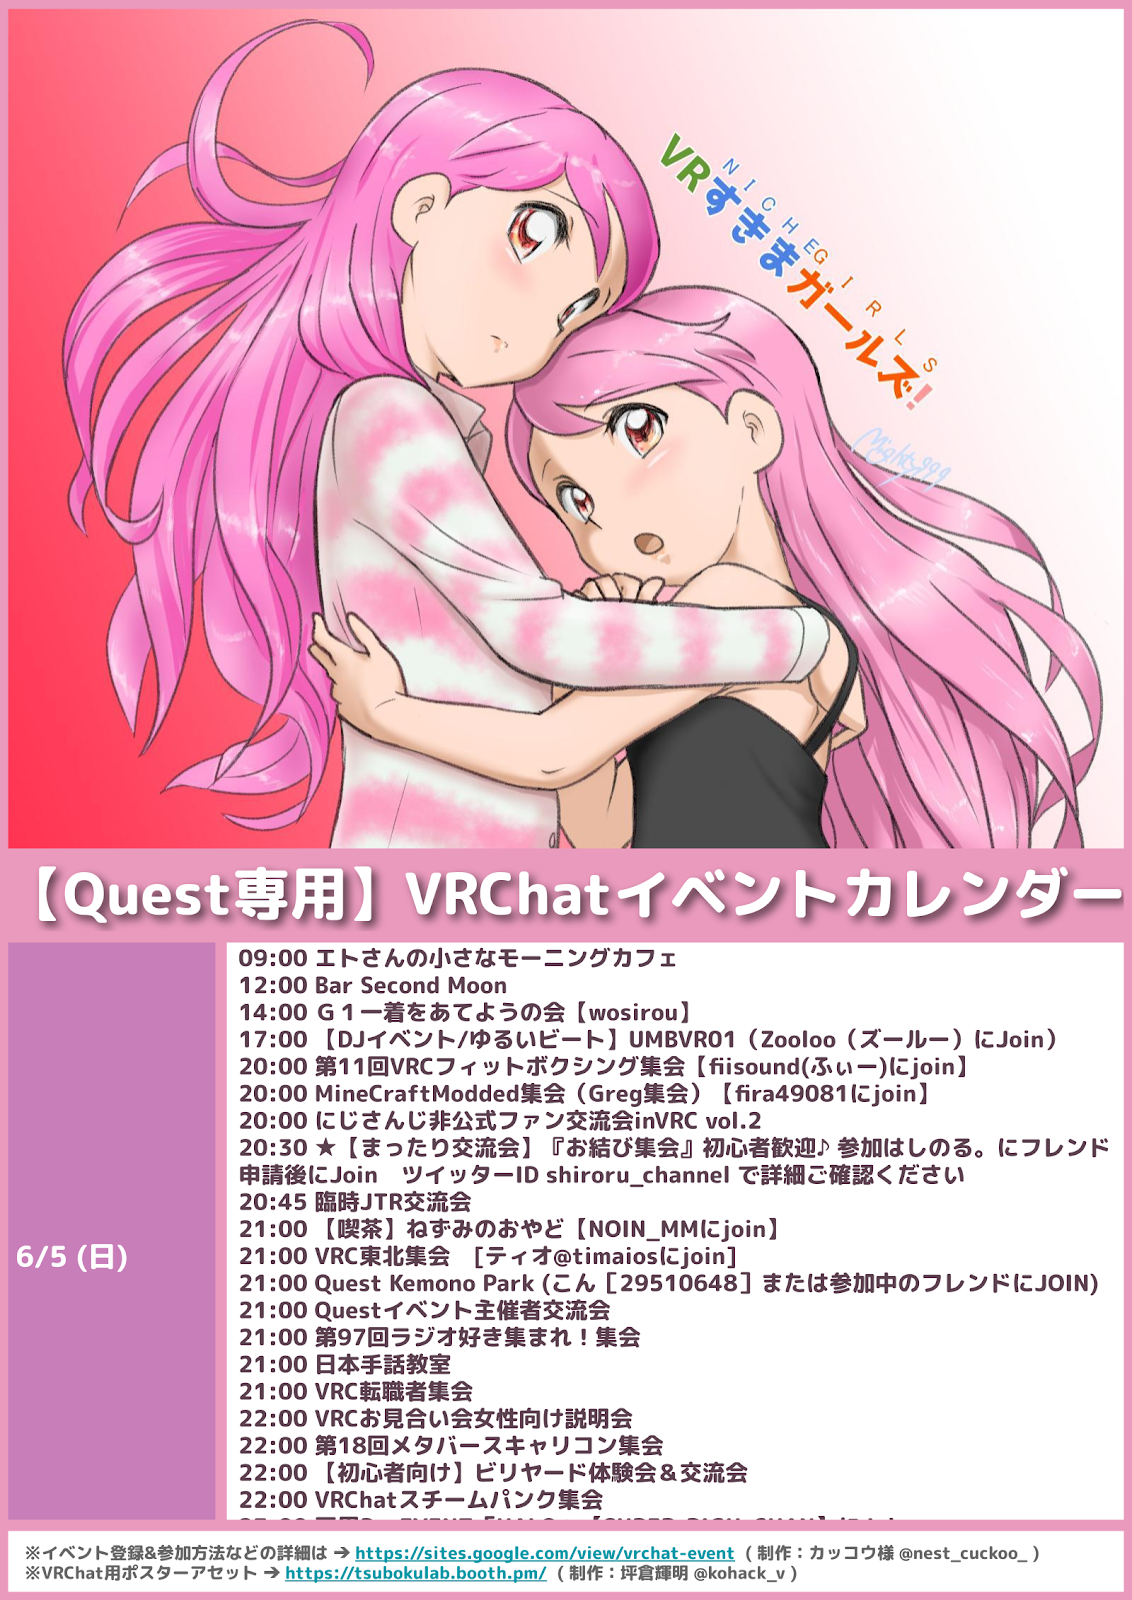 NICHE GIRLS
VRすきまガールズ!
Mighty999
【Quest専用】VRChatイベントカレンダー
6/5 (日)
09:00 エトさんの小さなモーニングカフェ
12:00 Bar Second Moon
14:00 Ｇ１一着をあてようの会【wosirou】
17:00 【DJイベント/ゆるいビート】UMBVR01（Zooloo（ズールー）にJoin）
20:00 第11回VRCフィットボクシング集会【fiisound(ふぃー)にjoin】
20:00 MineCraftModded集会（Greg集会）【fira49081にjoin】
20:00 にじさんじ非公式ファン交流会inVRC vol.2
20:30 ★【まったり交流会】『お結び集会』初心者歓迎♪ 参加はしのる。にフレンド
申請後にJoin　ツイッターID shiroru_channel で詳細ご確認ください
20:45 臨時JTR交流会
21:00 【喫茶】ねずみのおやど【NOIN_MMにjoin】
21:00 VRC東北集会　[ティオ@timaiosにjoin]
21:00 Quest Kemono Park (こん［29510648］または参加中のフレンドにJOIN)
21:00 Questイベント主催者交流会
21:00 第97回ラジオ好き集まれ！集会
21:00 日本手話教室
21:00 VRC転職者集会
22:00 VRCお見合い会女性向け説明会
22:00 第18回メタバースキャリコン集会
22:00 【初心者向け】ビリヤード体験会＆交流会
22:00 VRChatスチームパンク集会
※イベント登録&参加方法などの詳細は ➔ https://sites.google.com/view/vrchat-event （ 制作：カッコウ様 @nest_cuckoo_ ）
※VRChat用ポスターアセット ➔ https://tsubokulab.booth.pm/ （ 制作：坪倉輝明 @kohack_v ）